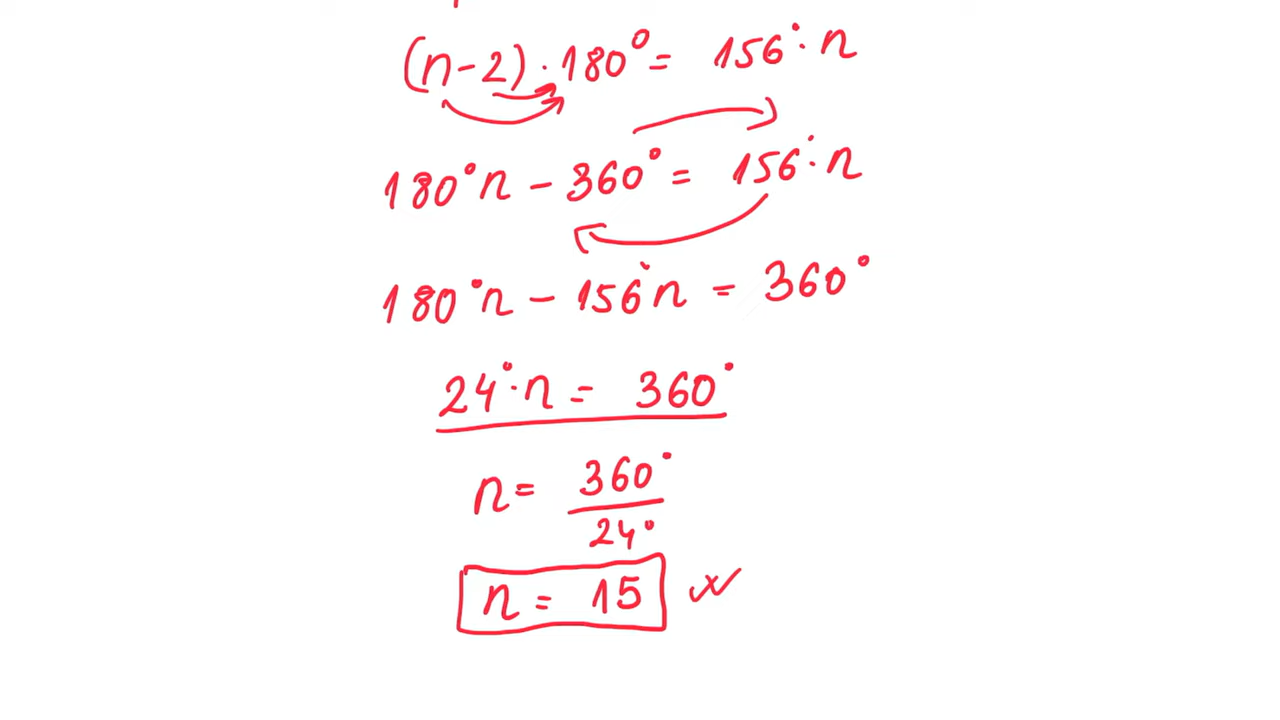 (n-2)·180° = 156°·n
180°n - 360° = 156°·n
180°n - 156°n = 360°
24°·n = 360°
n = 360°/24°
n = 15